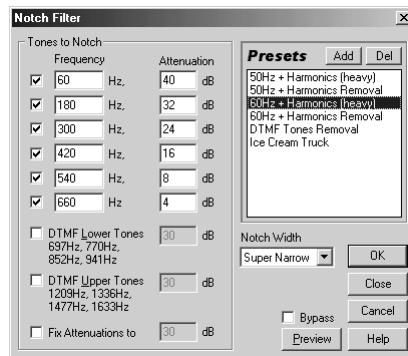 Notch Filter
Tones to Notch
Frequency Attenuation
60 Hz, 40 dB
180 Hz, 32 dB
300 Hz, 24 dB
420 Hz, 16 dB
540 Hz, 8 dB
660 Hz, 4 dB
DTMF Lower Tones 30 dB
697Hz, 770Hz,
852Hz, 941Hz
DTMF Upper Tones 30 dB
1209Hz, 1336Hz,
1477Hz, 1633Hz
Fix Attenuations to 30 dB
Presets Add Del
50Hz + Harmonics (heavy)
50Hz + Harmonics Removal
60Hz + Harmonics (heavy)
60Hz + Harmonics Removal
DTMF Tones Removal
Ice Cream Truck
Notch Width
Super Narrow
OK
Close
Cancel
Bypass
Preview
Help